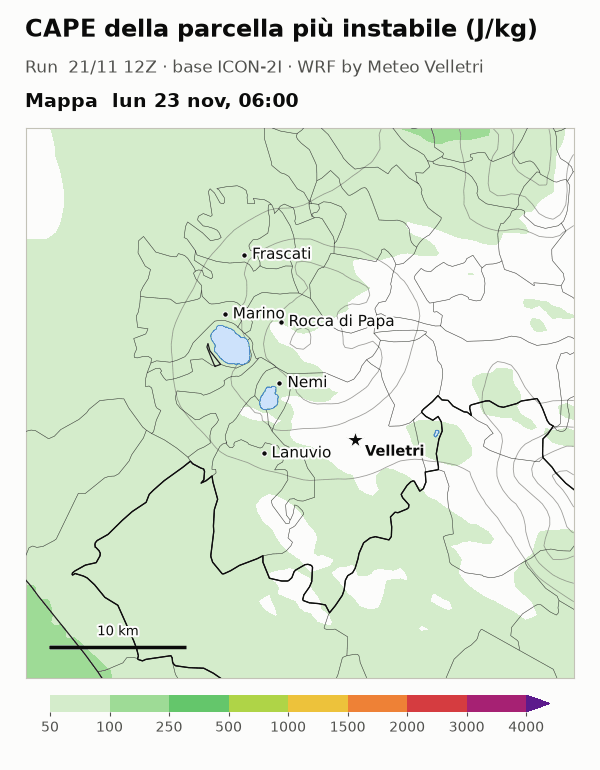 CAPE della parcella più instabile (J/kg)
Run  21/11 12Z · base ICON-2I · WRF by Meteo Velletri
Mappa  lun 23 nov, 06:00
Frascati
Marino
Rocca di Papa
Nemi
Velletri
Lanuvio
10 km
50 100 250 500 1000 1500 2000 3000 4000